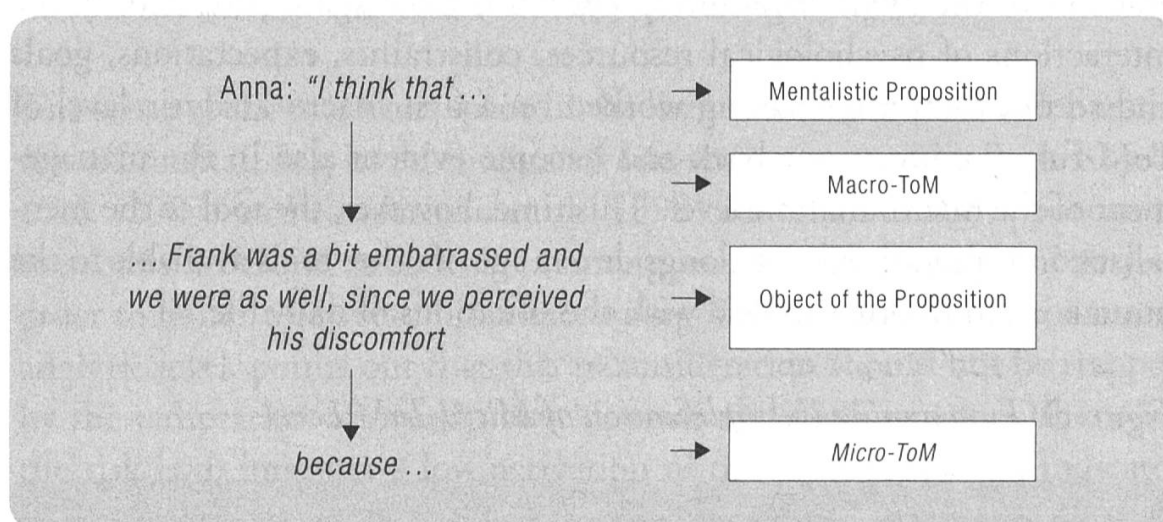 Anna: "I think that ...
Mentalistic Proposition
Macro-ToM
Frank was a bit embarrassed and
we were as well, since we perceived
his discomfort
Object of the Proposition
because ...
Micro-ToM